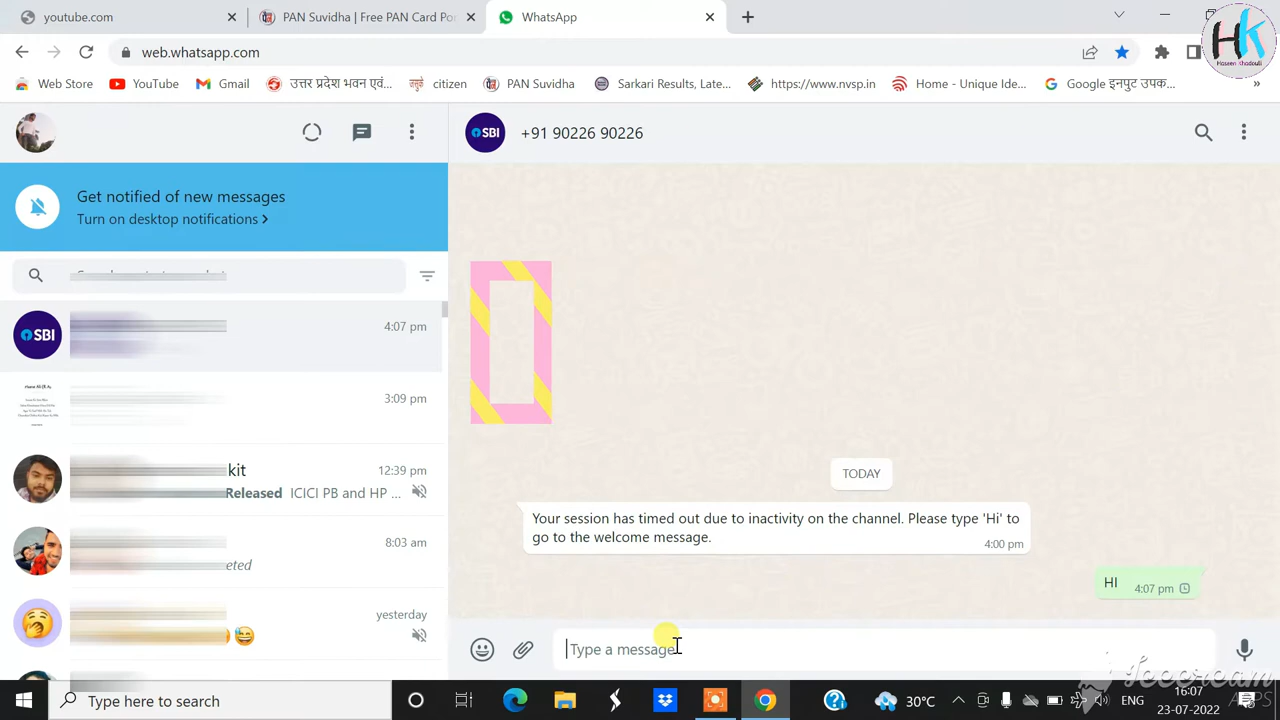 youtube.com
PAN Suvidha | Free PAN Card Po
WhatsApp
HK
Haseen Khadouli
web.whatsapp.com
Web Store
YouTube
Gmail
उत्तर प्रदेश भवन एवं...
citizen
PAN Suvidha
Sarkari Results, Late...
https://www.nvsp.in
Home - Unique Ide...
Google इनपुट उपक...
»
SBI
+91 90226 90226
Get notified of new messages
Turn on desktop notifications >
SBI
4:07 pm
3:09 pm
kit
12:39 pm
Released ICICI PB and HP ...
8:03 am
eted
yesterday
TODAY
Your session has timed out due to inactivity on the channel. Please type 'Hi' to
go to the welcome message.
4:00 pm
HI
4:07 pm
Type a message
Type here to search
30°C
ENG
16:07
23-07-2022
APPS